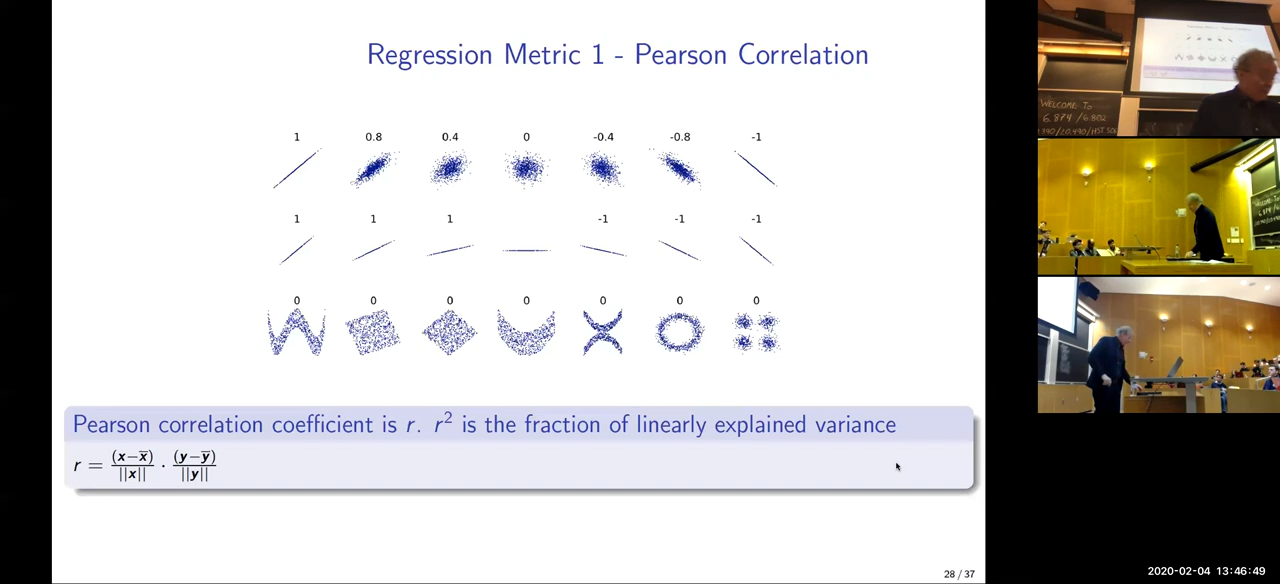 Regression Metric 1 - Pearson Correlation
1 0.8 0.4 0 -0.4 -0.8 -1
1 1 1 -1 -1 -1
0 0 0 0 0 0 0
Pearson correlation coefficient is r. r² is the fraction of linearly explained variance
r = (x−x̅)/||x|| · (y−y̅)/||y||
28 / 37
WELCOME TO
6.874 / 6.802
2020-02-04 13:46:49